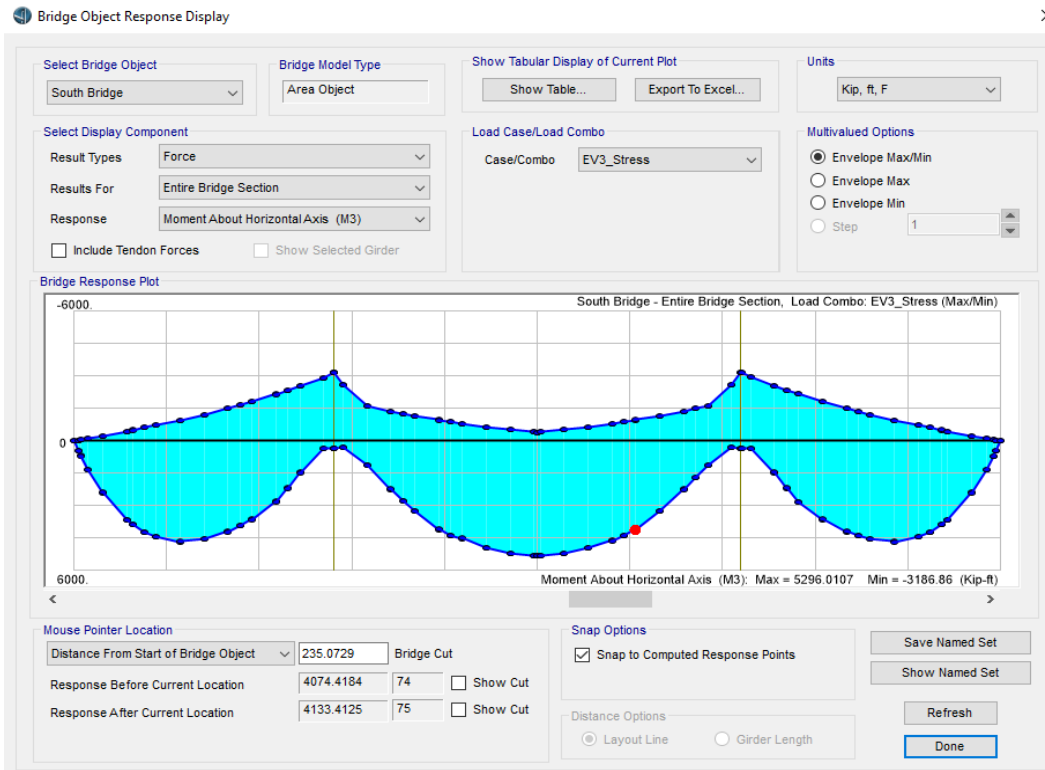 Bridge Object Response Display
Select Bridge Object
South Bridge
Bridge Model Type
Area Object
Show Tabular Display of Current Plot
Show Table...
Export To Excel...
Units
Kip, ft, F
Select Display Component
Result Types
Force
Results For
Entire Bridge Section
Response
Moment About Horizontal Axis (M3)
Include Tendon Forces
Show Selected Girder
Load Case/Load Combo
Case/Combo
EV3_Stress
Multivalued Options
Envelope Max/Min
Envelope Max
Envelope Min
Step
1
Bridge Response Plot
-6000.
South Bridge - Entire Bridge Section, Load Combo: EV3_Stress (Max/Min)
0
6000.
Moment About Horizontal Axis (M3): Max = 5296.0107 Min = -3186.86 (Kip-ft)
Mouse Pointer Location
Distance From Start of Bridge Object
235.0729
Bridge Cut
Response Before Current Location
4074.4184
74
Show Cut
Response After Current Location
4133.4125
75
Show Cut
Snap Options
Snap to Computed Response Points
Distance Options
Layout Line
Girder Length
Save Named Set
Show Named Set
Refresh
Done